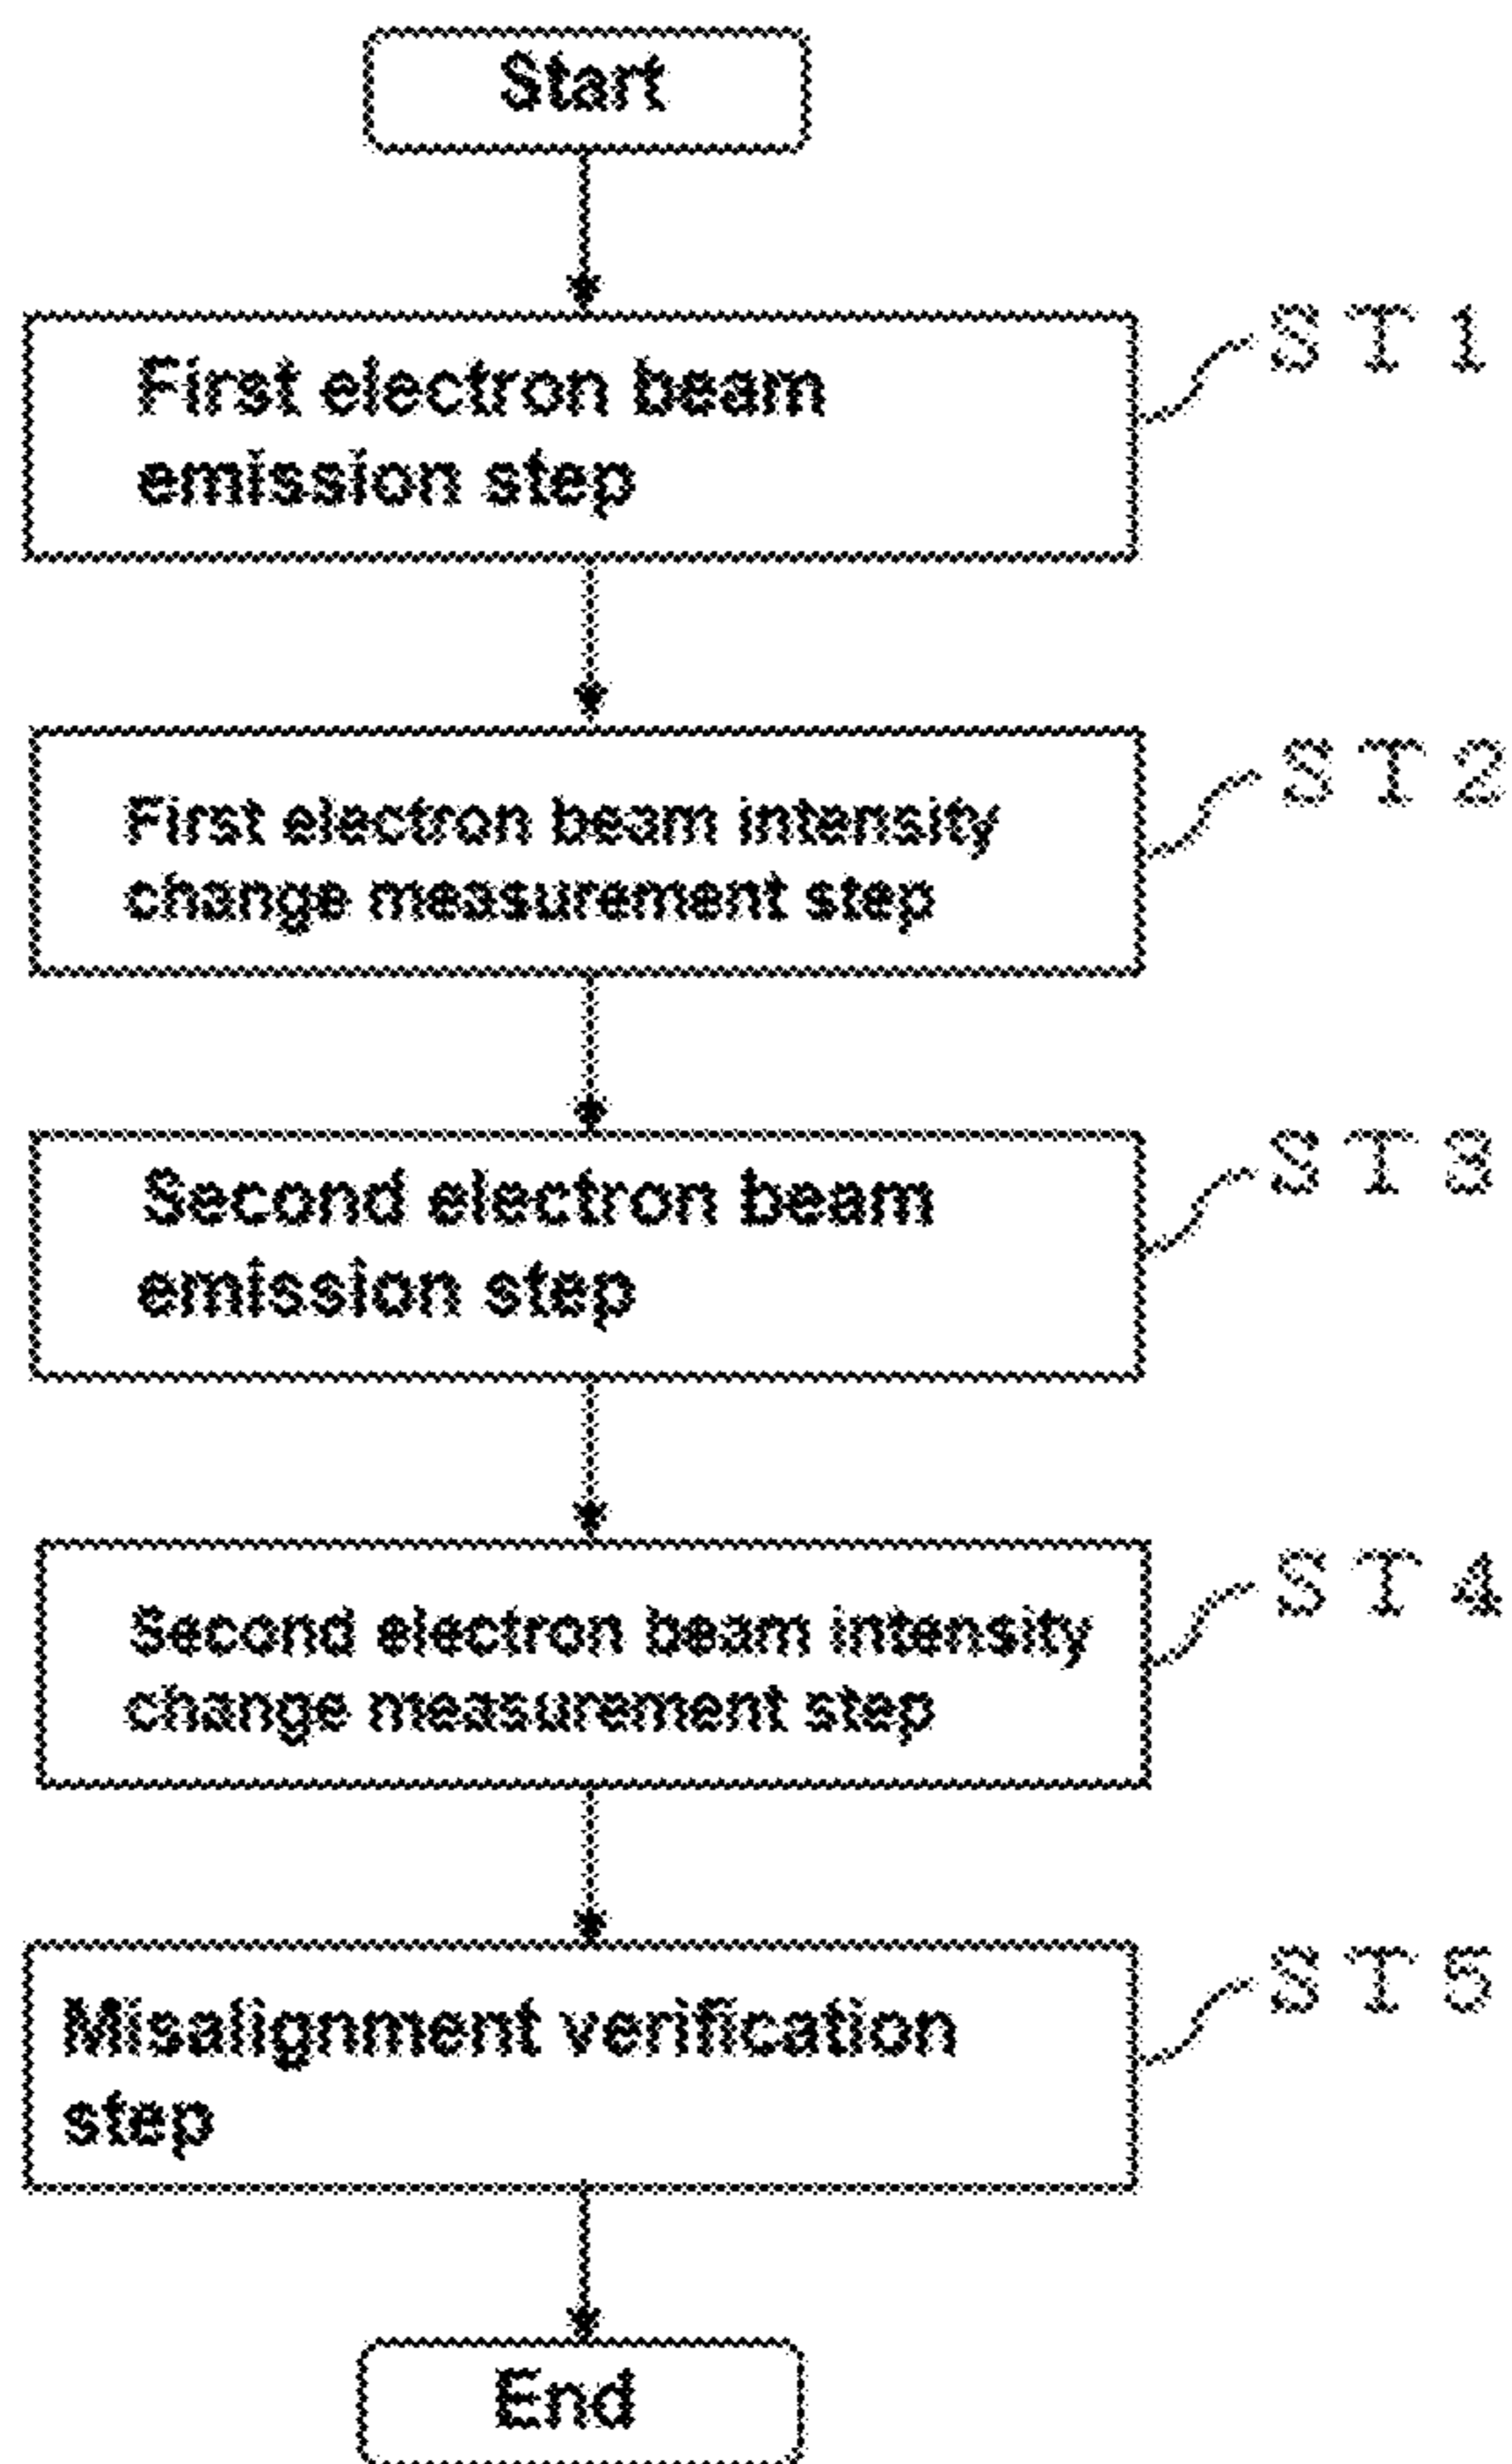 Start
First electron beam
emission step
ST1
First electron beam intensity
change measurement step
ST2
Second electron beam
emission step
ST3
Second electron beam intensity
change measurement step
ST4
Misalignment verification
step
ST5
End